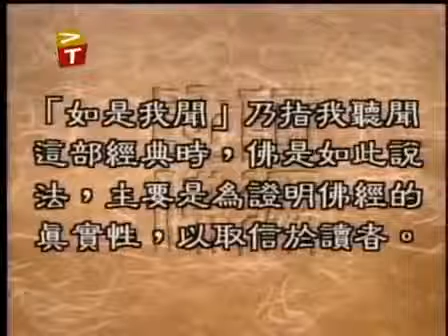 「如是我聞」乃指我聽聞
這部經典時，佛是如此說
法，主要是為證明佛經的
真實性，以取信於讀者。